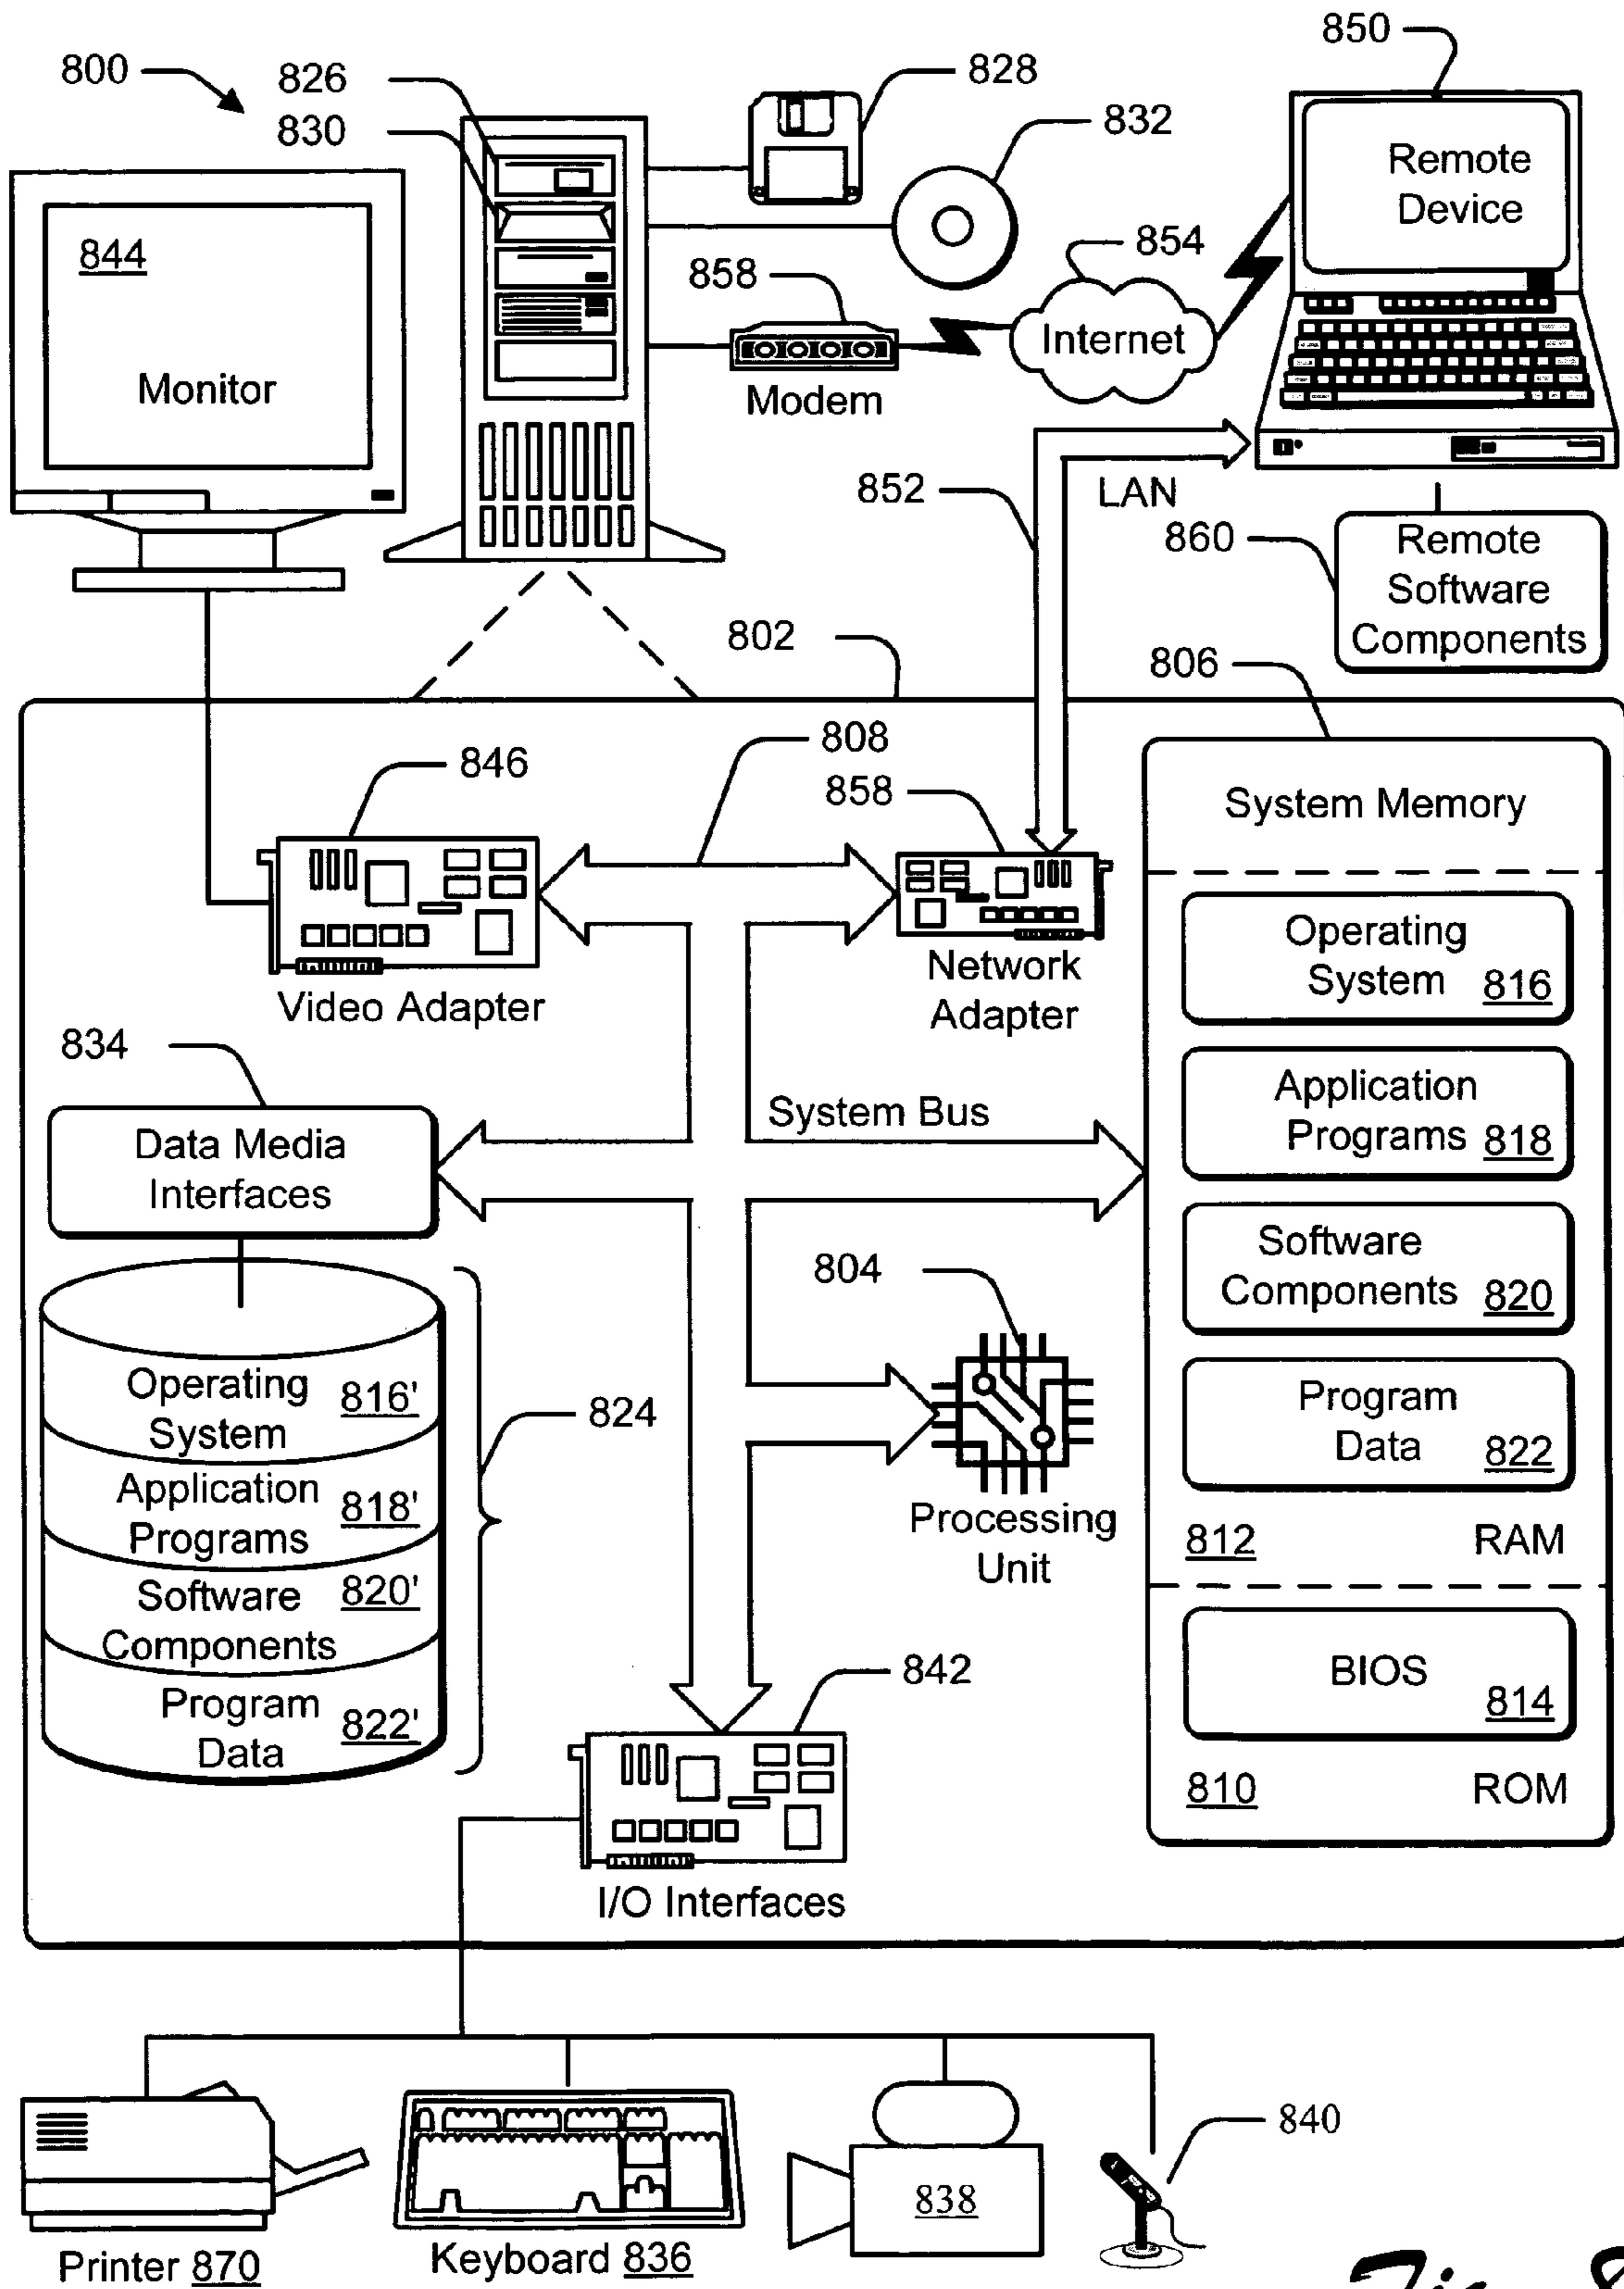 850
800
826
828
830
832
Remote
Device
854
844
858
Internet
Monitor
Modem
852
LAN
860
Remote
Software
Components
802
806
808
846
858
System Memory
Operating
System 816
Network
Adapter
Video Adapter
834
Application
Programs 818
System Bus
Data Media
Interfaces
Software
Components 820
804
Operating
System 816'
824
Program
Data 822
Application
Programs 818'
Processing
Unit
812 RAM
Software
Components 820'
842
BIOS
814
Program
Data 822'
810 ROM
I/O Interfaces
840
838
Printer 870
Keyboard 836
Fig. 8